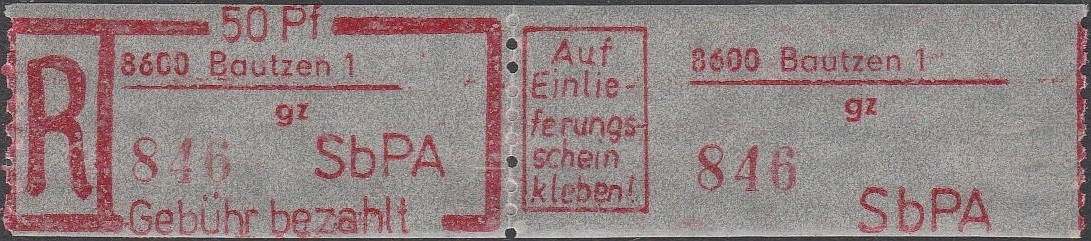 50 Pf
R
8600 Bautzen 1
gz
846 SbPA
Gebühr bezahlt
Auf
Einlie-
ferungs-
schein
kleben!
8600 Bautzen 1
gz
846
SbPA